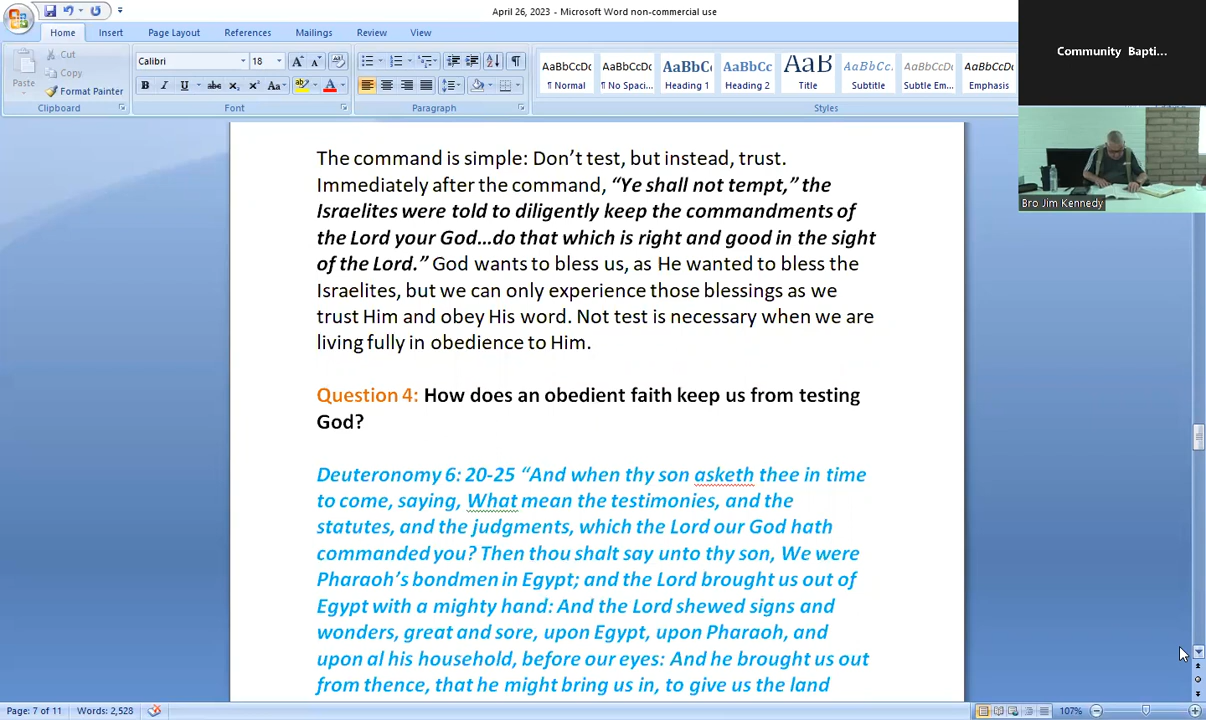 April 26, 2023 - Microsoft Word non-commercial use
Home Insert Page Layout References Mailings Review View
Cut
Copy
Format Painter
Paste
Clipboard
Calibri 18
Font
Paragraph
AaBbCcDc AaBbCcDc AaBbC AaBbCc AaB AaBbCc. AaBbCcDc AaBbCcDc
¶ Normal ¶ No Spaci... Heading 1 Heading 2 Title Subtitle Subtle Em... Emphasis
Styles
Community Bapti...
Bro Jim Kennedy
The command is simple: Don’t test, but instead, trust.
Immediately after the command, “Ye shall not tempt,” the
Israelites were told to diligently keep the commandments of
the Lord your God…do that which is right and good in the sight
of the Lord.” God wants to bless us, as He wanted to bless the
Israelites, but we can only experience those blessings as we
trust Him and obey His word. Not test is necessary when we are
living fully in obedience to Him.
Question 4: How does an obedient faith keep us from testing
God?
Deuteronomy 6: 20-25 “And when thy son asketh thee in time
to come, saying, What mean the testimonies, and the
statutes, and the judgments, which the Lord our God hath
commanded you? Then thou shalt say unto thy son, We were
Pharaoh’s bondmen in Egypt; and the Lord brought us out of
Egypt with a mighty hand: And the Lord shewed signs and
wonders, great and sore, upon Egypt, upon Pharaoh, and
upon al his household, before our eyes: And he brought us out
from thence, that he might bring us in, to give us the land
Page: 7 of 11 Words: 2,528 107%